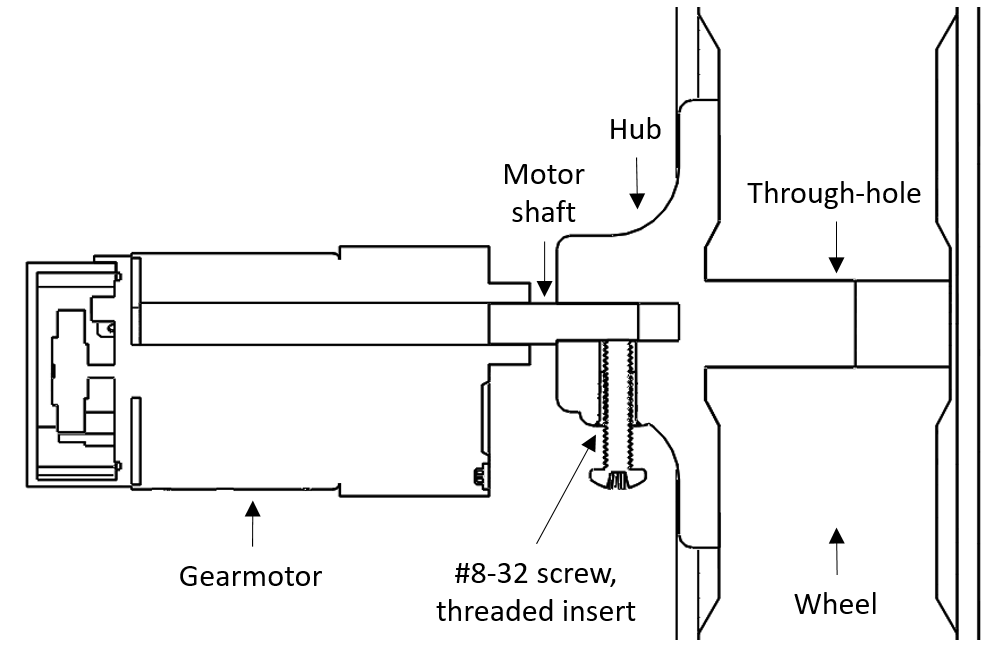 Hub
Motor
shaft
Through-hole
Gearmotor
#8-32 screw,
threaded insert
Wheel